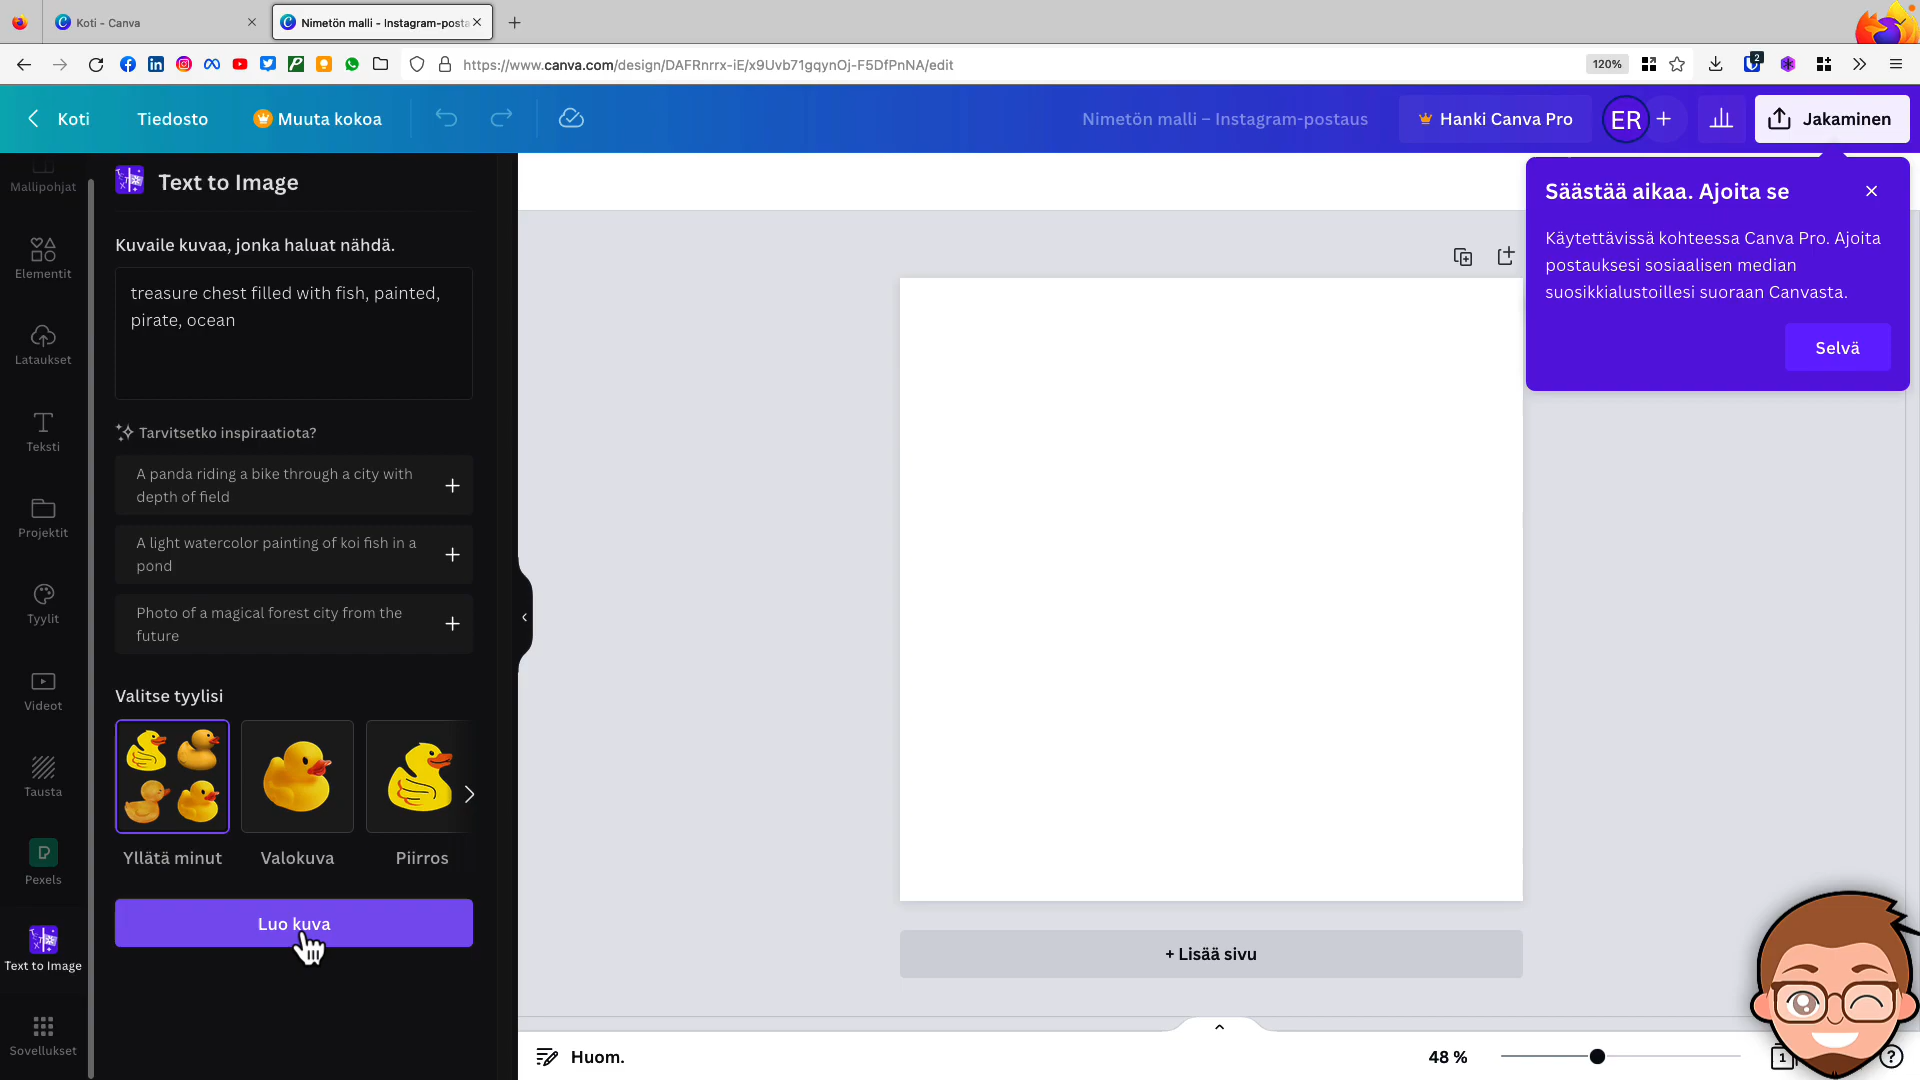 Koti - Canva
Nimetön malli - Instagram-posta
https://www.canva.com/design/DAFRnrrx-iE/x9Uvb71gqynOj-F5DfPnNA/edit
120%
2
Koti
Tiedosto
Muuta kokoa
Nimetön malli – Instagram-postaus
Hanki Canva Pro
ER
Jakaminen
Mallipohjat
Elementit
Lataukset
Teksti
Projektit
Tyylit
Videot
Tausta
Pexels
Text to Image
Sovellukset
Text to Image
Kuvaile kuvaa, jonka haluat nähdä.
treasure chest filled with fish, painted,
pirate, ocean
Tarvitsetko inspiraatiota?
A panda riding a bike through a city with
depth of field
A light watercolor painting of koi fish in a
pond
Photo of a magical forest city from the
future
Valitse tyylisi
Yllätä minut
Valokuva
Piirros
Luo kuva
Säästää aikaa. Ajoita se
Käytettävissä kohteessa Canva Pro. Ajoita
postauksesi sosiaalisen median
suosikkialustoillesi suoraan Canvasta.
Selvä
+ Lisää sivu
Huom.
48 %
1
?